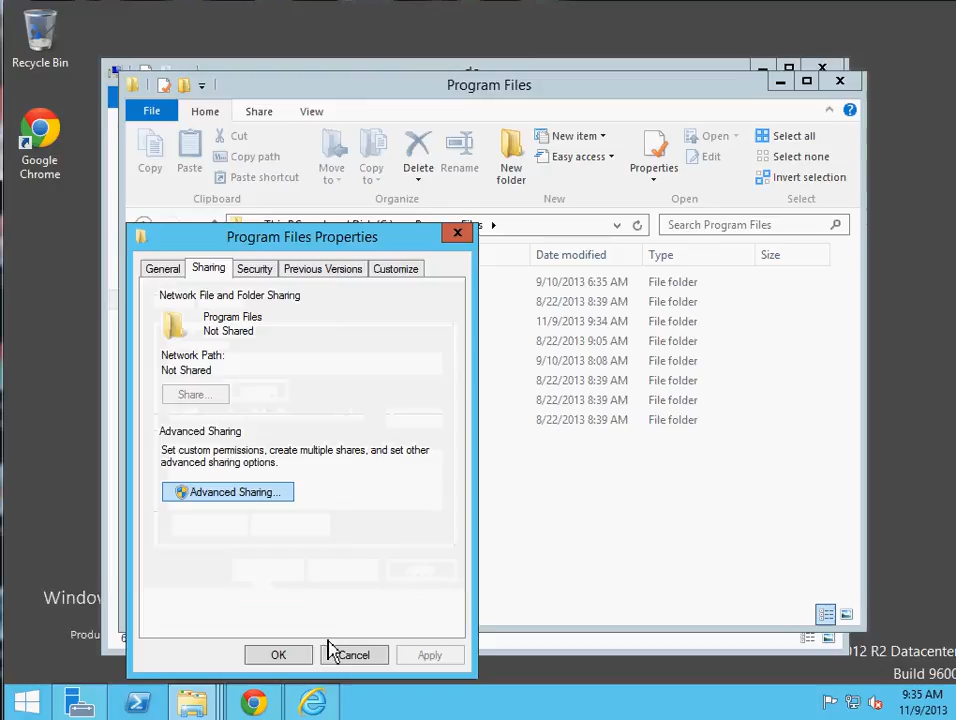 Recycle Bin
Google
Chrome
Program Files
File
Home
Share
View
Copy
Paste
Cut
Copy path
Paste shortcut
Clipboard
Move
to
Copy
to
Delete
Rename
Organize
New
folder
New item
Easy access
New
Properties
Open
Edit
Open
Select all
Select none
Invert selection
Select
Search Program Files
Date modified
Type
Size
9/10/2013 6:35 AM
File folder
8/22/2013 8:39 AM
File folder
11/9/2013 9:34 AM
File folder
8/22/2013 9:05 AM
File folder
9/10/2013 8:08 AM
File folder
8/22/2013 8:39 AM
File folder
8/22/2013 8:39 AM
File folder
8/22/2013 8:39 AM
File folder
Program Files Properties
General
Sharing
Security
Previous Versions
Customize
Network File and Folder Sharing
Program Files
Not Shared
Network Path:
Not Shared
Share...
Advanced Sharing
Set custom permissions, create multiple shares, and set other
advanced sharing options.
Advanced Sharing...
OK
Cancel
Apply
Window
Produ
012 R2 Datacenter
Build 9600
9:35 AM
11/9/2013